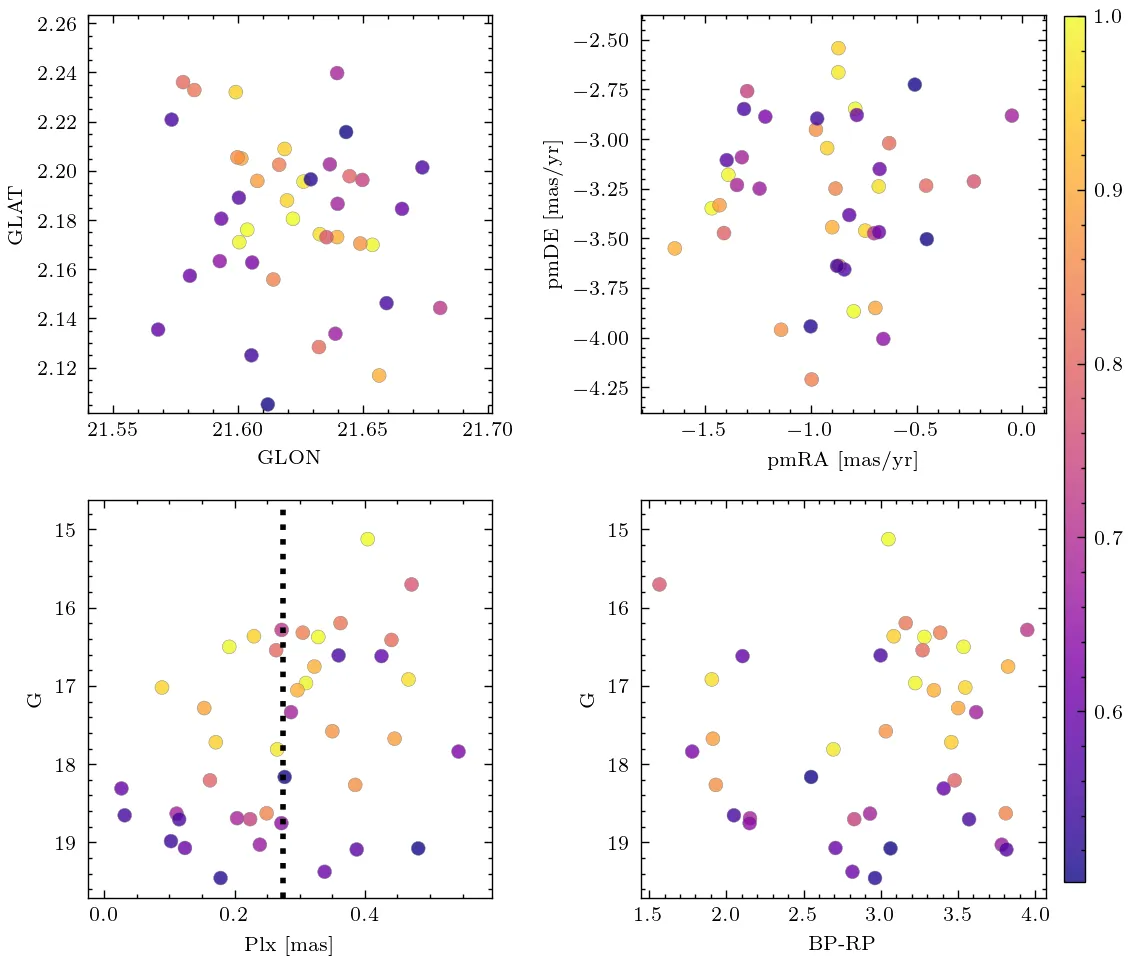 2.26
2.24
2.22
2.20
2.18
2.16
2.14
2.12
GLAT
21.55 21.60 21.65 21.70
GLON
−2.50
−2.75
−3.00
−3.25
−3.50
−3.75
−4.00
−4.25
pmDE [mas/yr]
−1.5 −1.0 −0.5 0.0
pmRA [mas/yr]
1.0
0.9
0.8
0.7
0.6
15
16
17
18
19
G
0.0 0.2 0.4
Plx [mas]
15
16
17
18
19
G
1.5 2.0 2.5 3.0 3.5 4.0
BP-RP